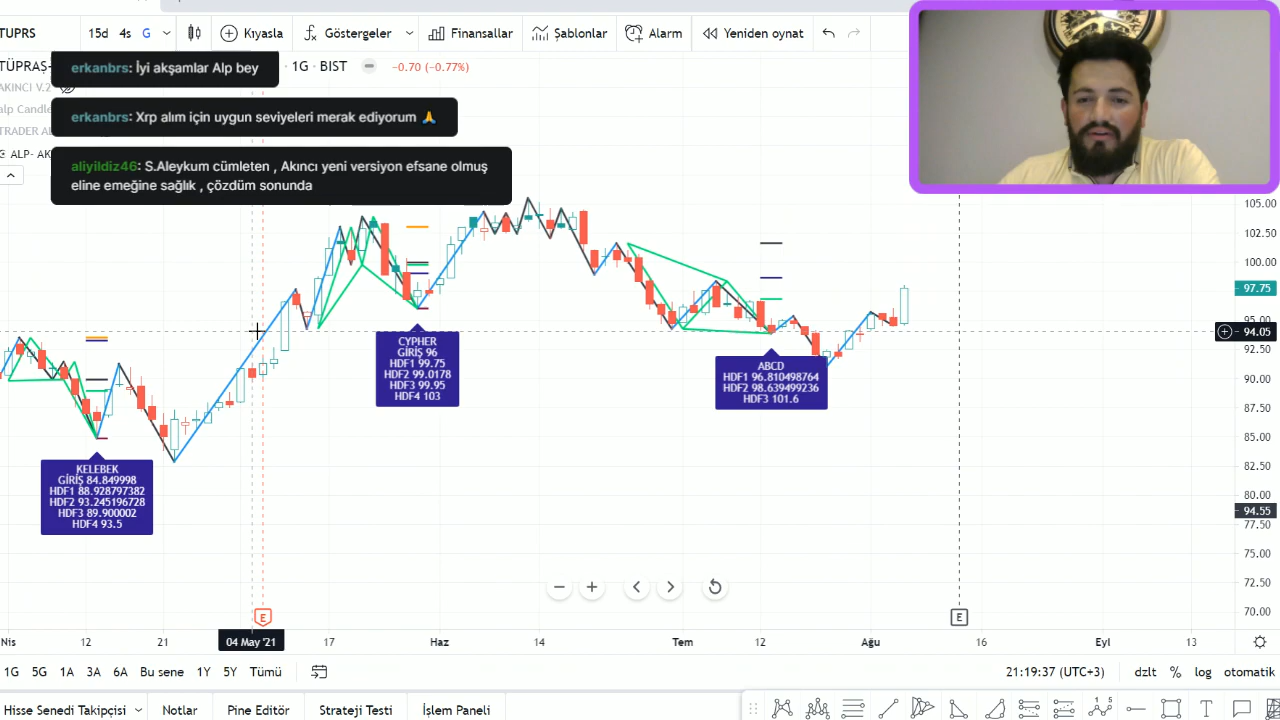 TUPRS
15d 4s G
Kıyasla
Göstergeler
Finansallar
Şablonlar
Alarm
Yeniden oynat
TÜPRAŞ-
1G · BIST
−0.70 (−0.77%)
erkanbrs: İyi akşamlar Alp bey
AKINCI V.2
alp Candle
erkanbrs: Xrp alım için uygun seviyeleri merak ediyorum 🙏
ALP- AK
aliyildiz46: S.Aleykum cümleten , Akıncı yeni versiyon efsane olmuş
eline emeğine sağlık , çözdüm sonunda
105.00
102.50
100.00
97.75
95.00
94.05
92.50
90.00
87.50
85.00
82.50
80.00
94.55
77.50
75.00
72.50
70.00
CYPHER
GİRİŞ 96
HDF1 99.75
HDF2 99.0178
HDF3 99.95
HDF4 103
ABCD
HDF1 96.810498764
HDF2 98.639499236
HDF3 101.6
KELEBEK
GİRİŞ 84.849998
HDF1 88.928797382
HDF2 93.245196728
HDF3 89.900002
HDF4 93.5
E
E
Nis 12 21 04 May '21 17 Haz 14 Tem 12 Ağu 16 Eyl 13
1G 5G 1A 3A 6A Bu sene 1Y 5Y Tümü
21:19:37 (UTC+3)
dzlt % log otomatik
Hisse Senedi Takipçisi
Notlar
Pine Editör
Strateji Testi
İşlem Paneli